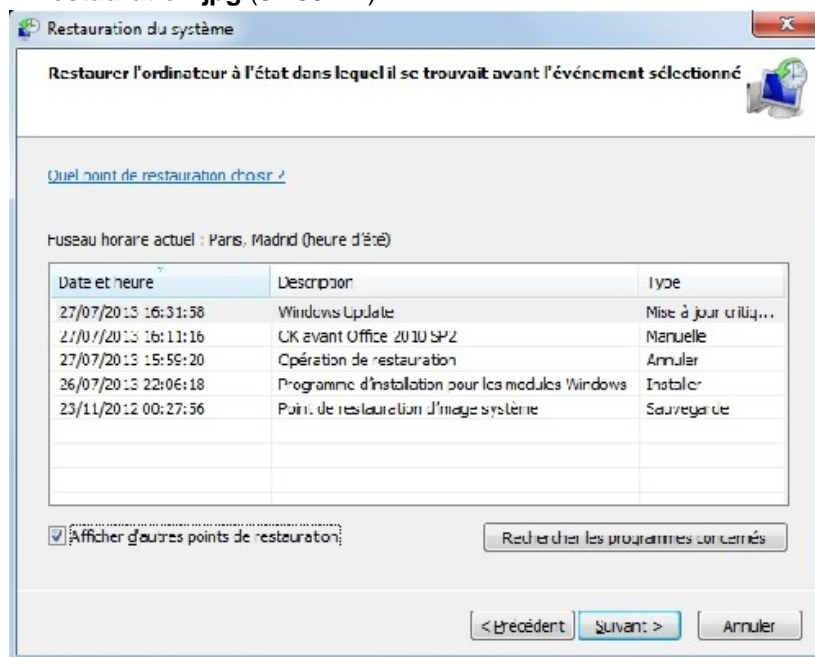 Restauration du système
Restaurer l'ordinateur à l'état dans lequel il se trouvait avant l'événement sélectionné
Quel point de restauration choisir ?
Fuseau horaire actuel : Paris, Madrid (heure d'été)
Date et heure Description Type
27/07/2013 16:31:58 Windows Update Mise à jour critiq...
27/07/2013 16:11:16 OK avant Office 2010 SP2 Manuelle
27/07/2013 15:59:20 Opération de restauration Annuler
26/07/2013 22:06:18 Programme d'installation pour les modules Windows Installer
23/11/2012 00:27:56 Point de restauration d'image système Sauvegarde
Afficher d'autres points de restauration
Rechercher les programmes concernés
< Précédent Suivant > Annuler